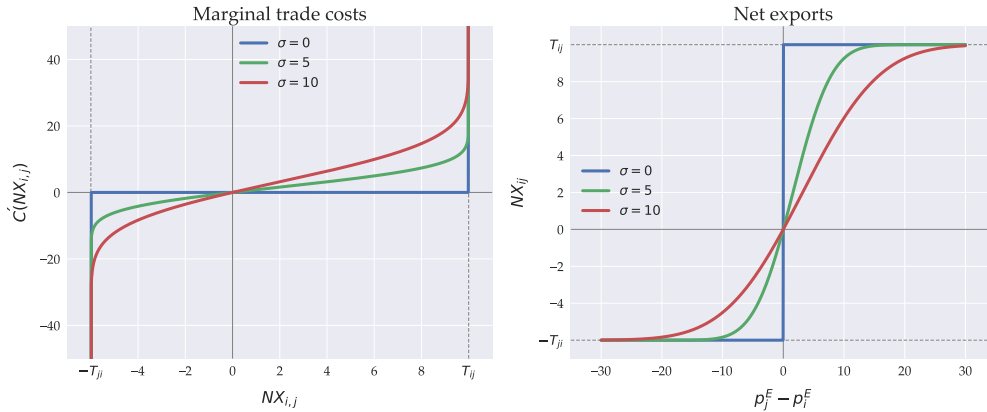 Marginal trade costs
σ = 0
σ = 5
σ = 10
40
20
0
−20
−40
C′(NX_{i,j})
−T_{ji}
−4
−2
0
2
4
6
8
T_{ij}
NX_{i,j}
Net exports
T_{ij}
8
6
4
2
0
−2
−4
−T_{ji}
NX_{ij}
σ = 0
σ = 5
σ = 10
−30
−20
−10
0
10
20
30
p_j^E − p_i^E